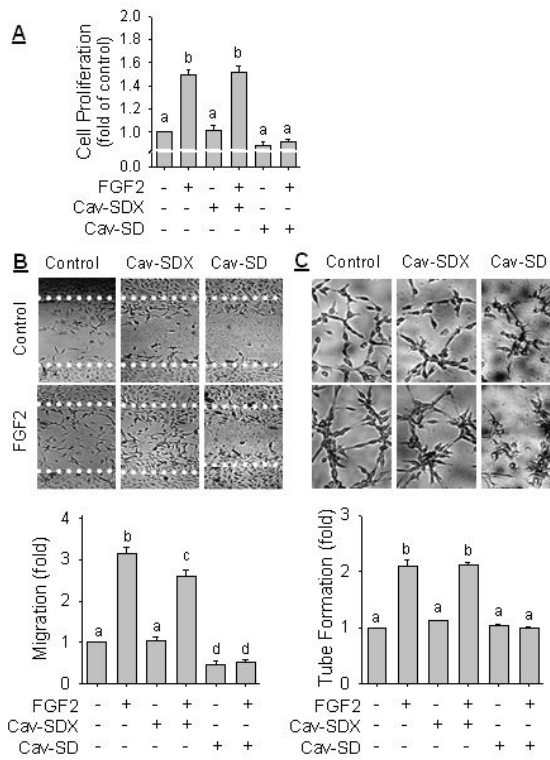 A
Cell Proliferation
(fold of control)
2.0
1.8
1.6
1.4
1.2
1.0
0.0
a b a b a a
FGF2 - + - + - +
Cav-SDX - - + + - -
Cav-SD - - - - + +
B
Control Cav-SDX Cav-SD
Control
FGF2
Migration (fold)
4
3
2
1
0
a b a c d d
FGF2 - + - + - +
Cav-SDX - - + + - -
Cav-SD - - - - + +
C
Control Cav-SDX Cav-SD
Tube Formation (fold)
3
2
1
0
a b a b a a
FGF2 - + - + - +
Cav-SDX - - + + - -
Cav-SD - - - - + +